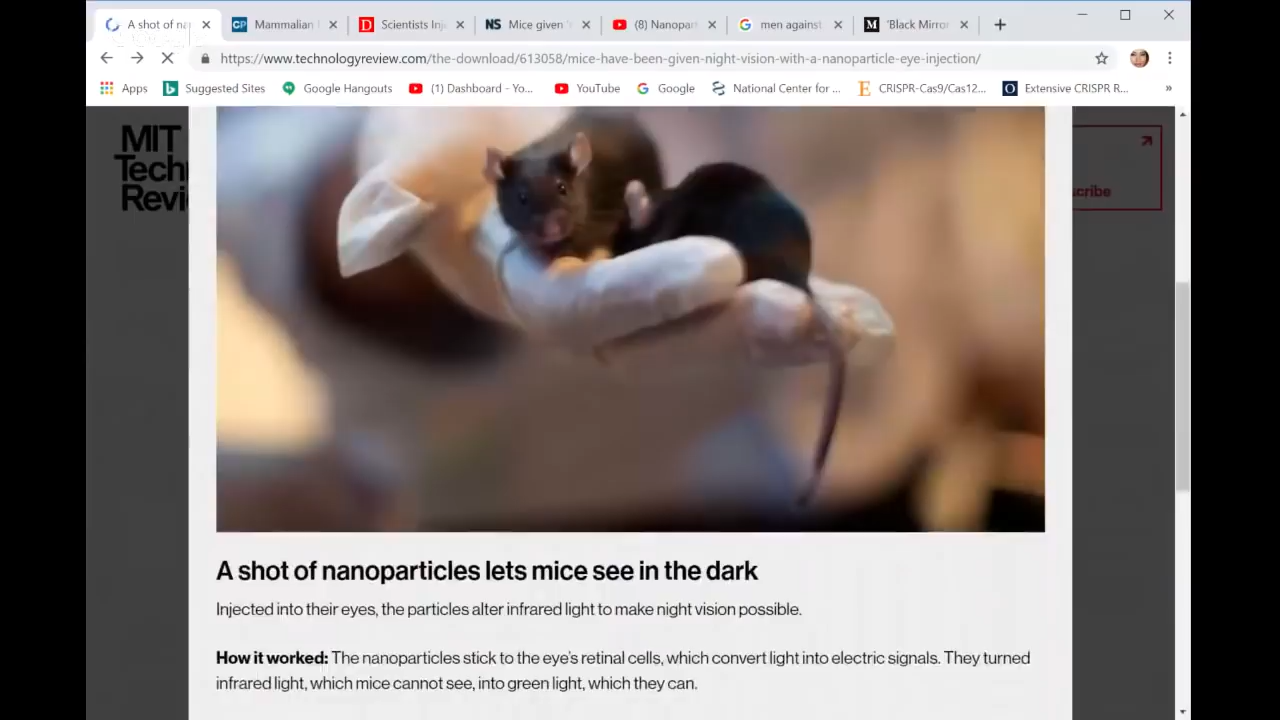 A shot of na
Mammalian
Scientists Inj
NS Mice given '
(8) Nanopar
men against
M 'Black Mirro
https://www.technologyreview.com/the-download/613058/mice-have-been-given-night-vision-with-a-nanoparticle-eye-injection/
Apps
Suggested Sites
Google Hangouts
(1) Dashboard - Yo...
YouTube
Google
National Center for ...
CRISPR-Cas9/Cas12...
Extensive CRISPR R...
»
MIT
Tech
Revi
scribe
A shot of nanoparticles lets mice see in the dark
Injected into their eyes, the particles alter infrared light to make night vision possible.
How it worked: The nanoparticles stick to the eye's retinal cells, which convert light into electric signals. They turned
infrared light, which mice cannot see, into green light, which they can.